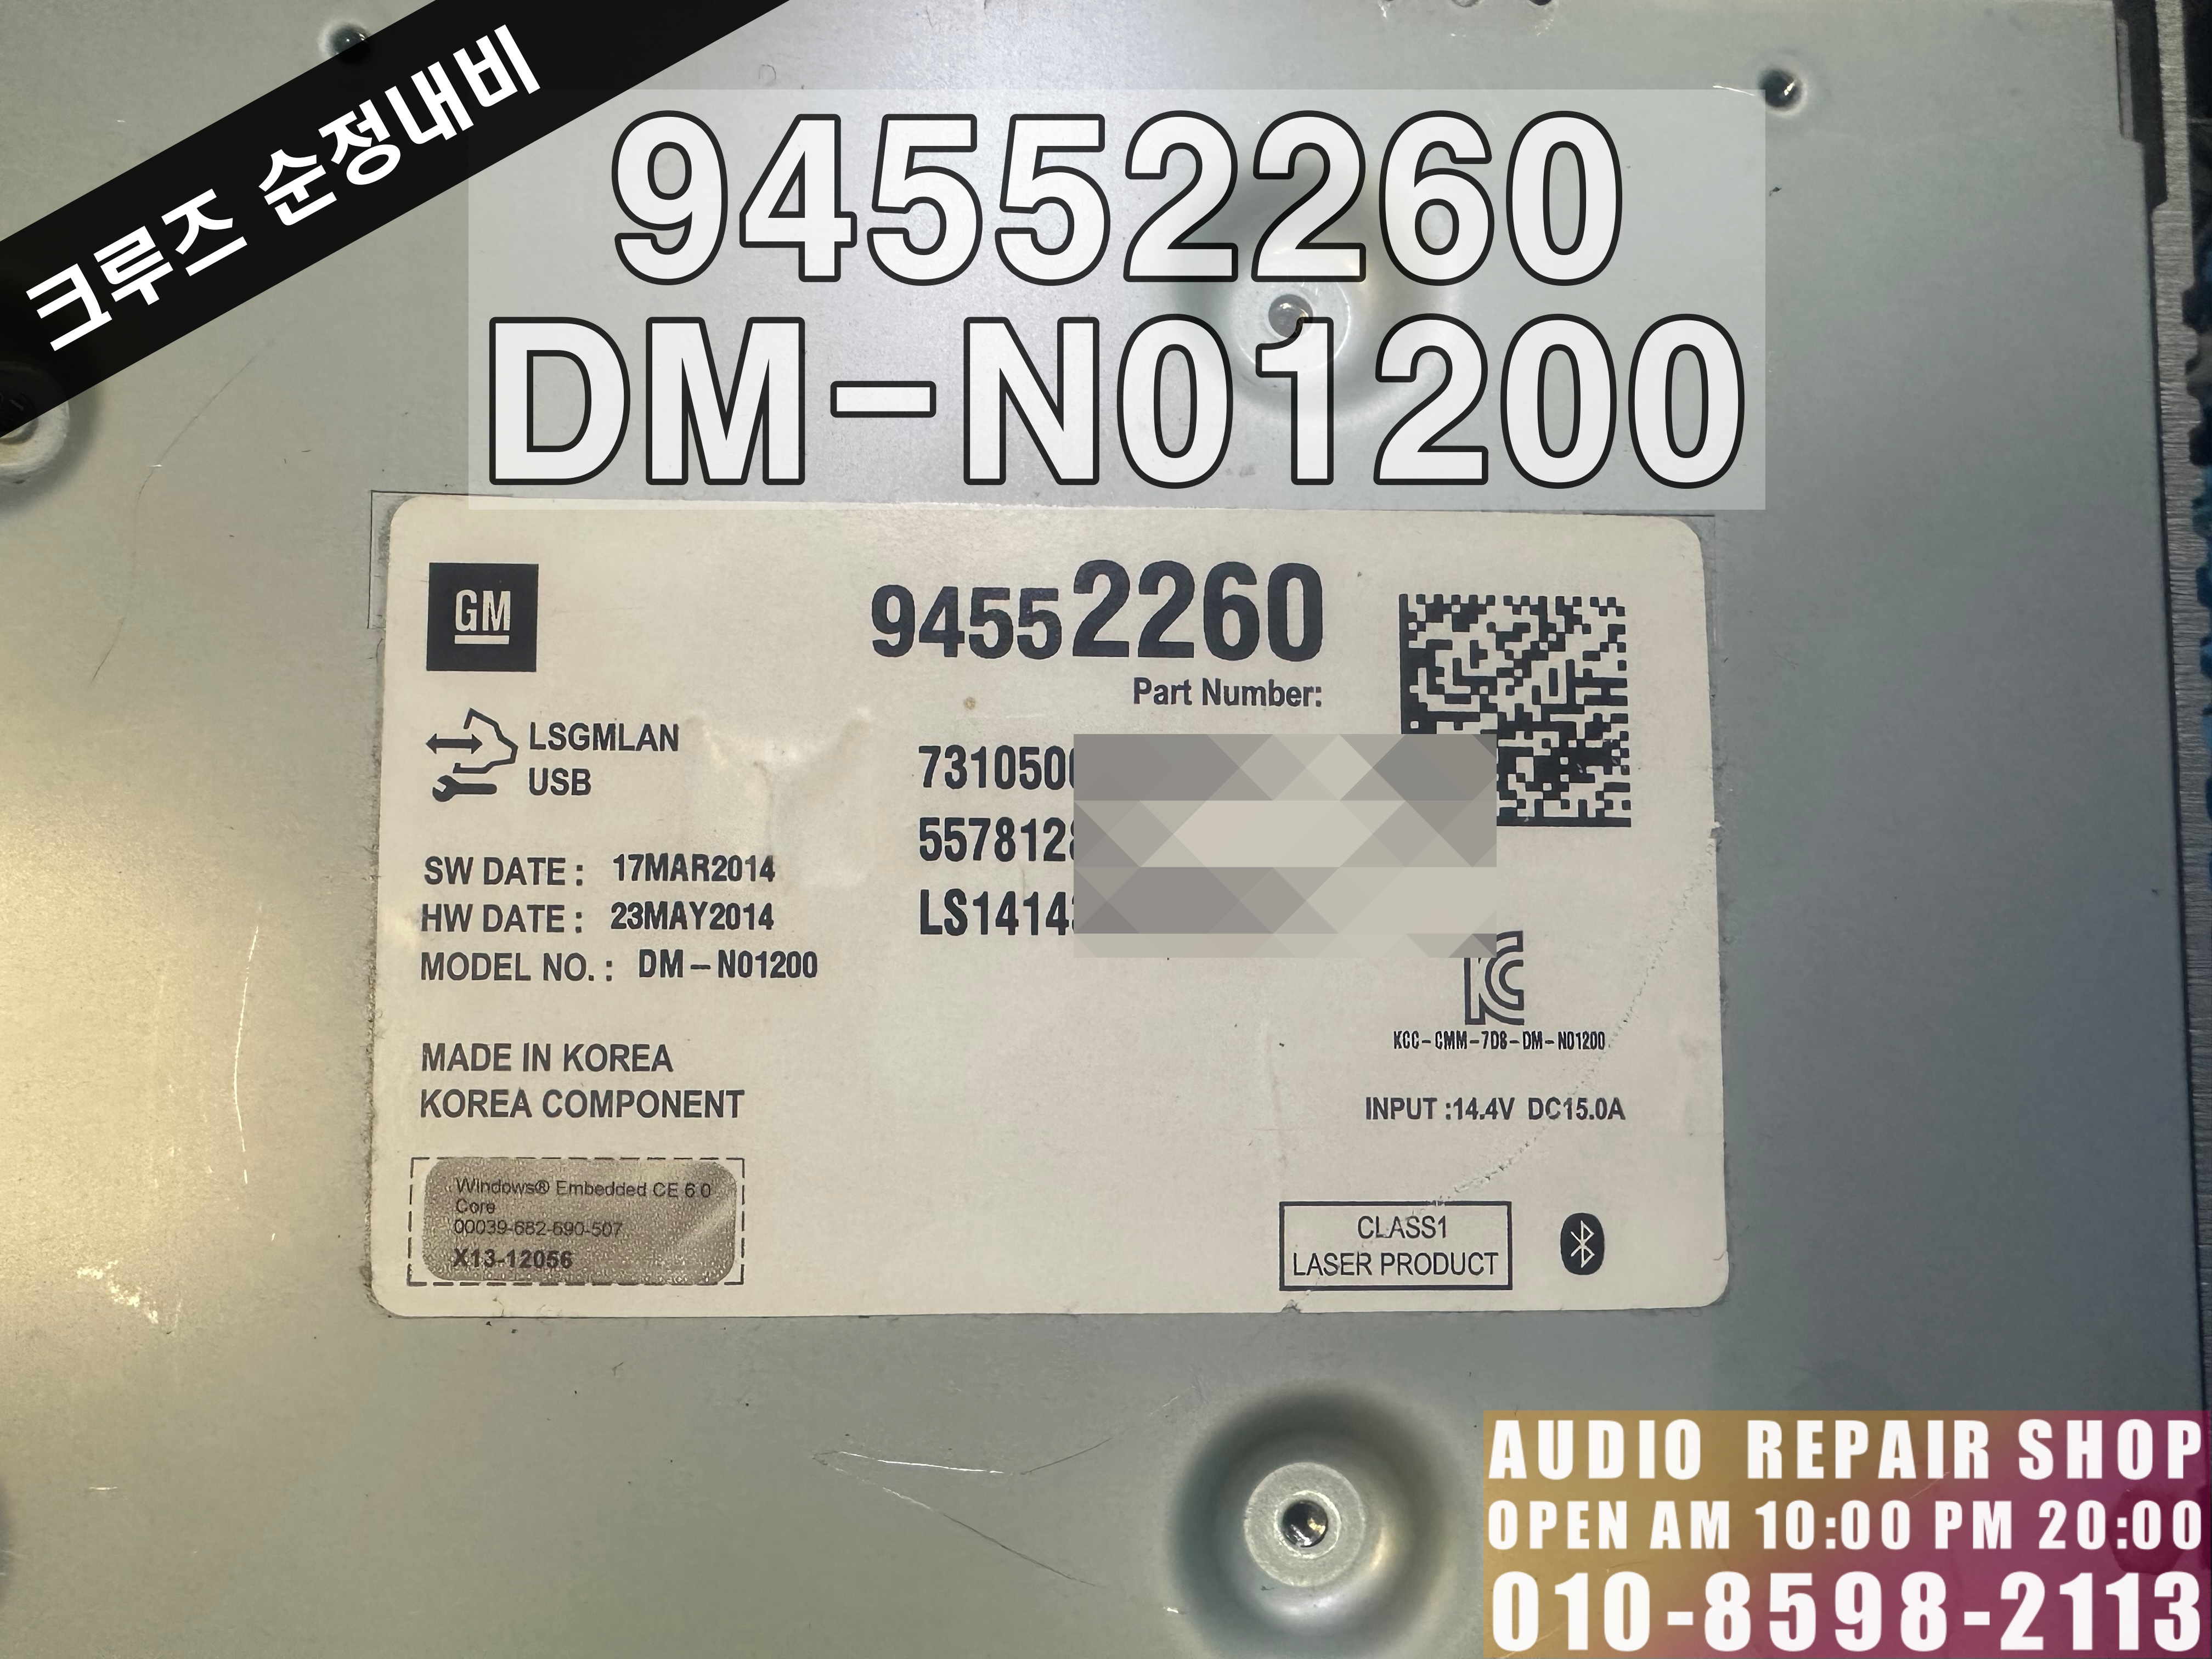 크루즈 순정내비
94552260
DM-N01200
GM
94552260
Part Number:
LSGMLAN
USB
731050
557812
LS1414
SW DATE : 17MAR2014
HW DATE : 23MAY2014
MODEL NO. : DM-N01200
KCC-CMM-7D8-DM-N01200
MADE IN KOREA
KOREA COMPONENT
INPUT :14.4V DC15.0A
Windows® Embedded CE 6.0
Core
00039-682-690-507
X13-12056
CLASS1
LASER PRODUCT
AUDIO REPAIR SHOP
OPEN AM 10:00 PM 20:00
010-8598-2113